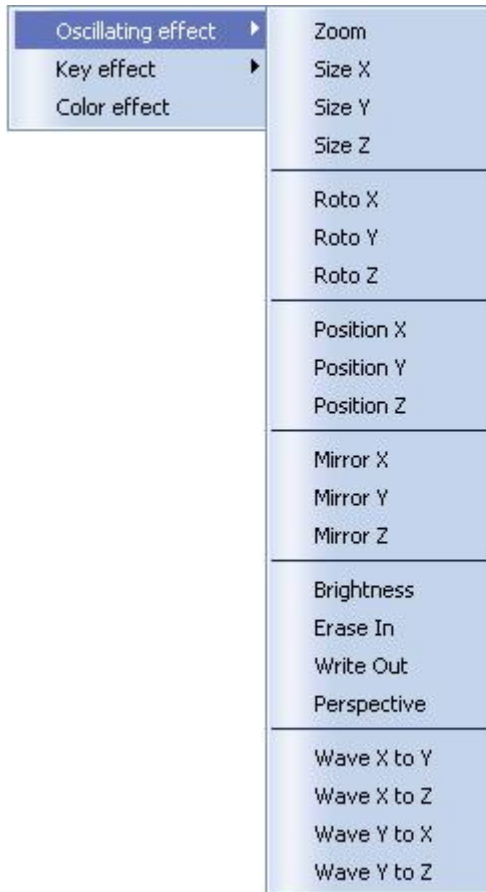 Oscillating effect
Key effect
Color effect
Zoom
Size X
Size Y
Size Z
Roto X
Roto Y
Roto Z
Position X
Position Y
Position Z
Mirror X
Mirror Y
Mirror Z
Brightness
Erase In
Write Out
Perspective
Wave X to Y
Wave X to Z
Wave Y to X
Wave Y to Z